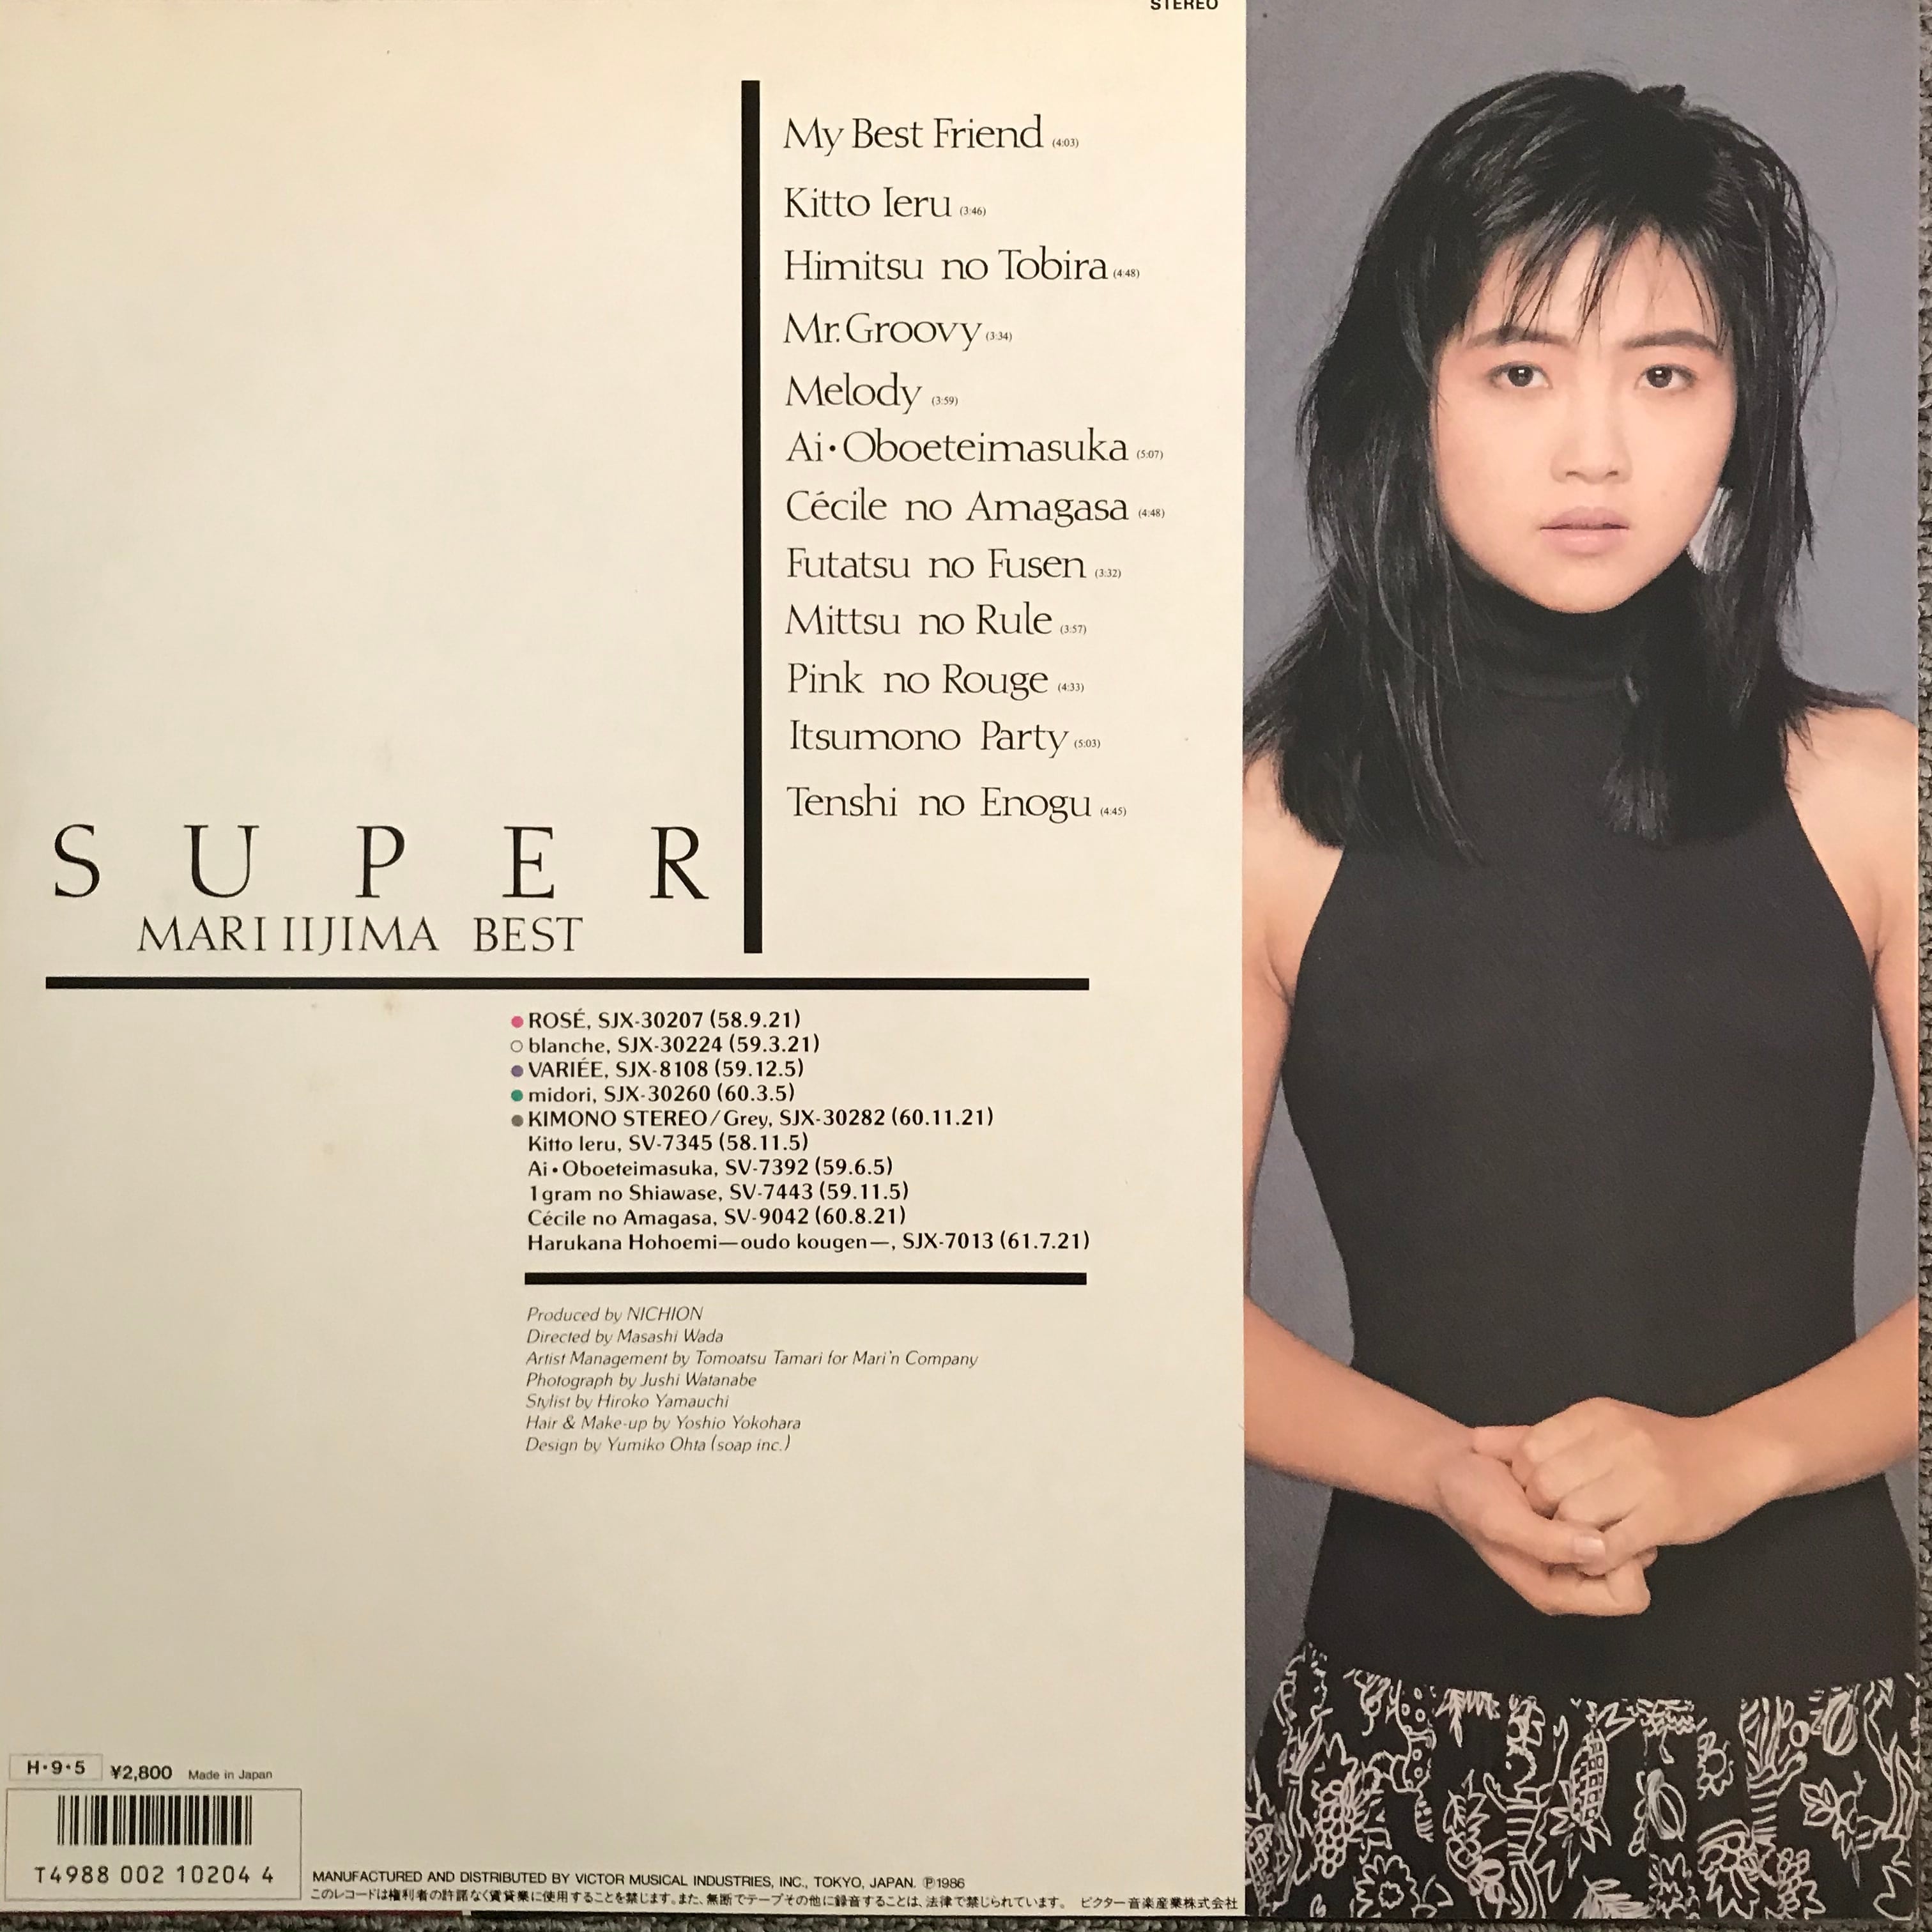 STEREO
My Best Friend (4:03)
Kitto Ieru (3:46)
Himitsu no Tobira (4:48)
Mr. Groovy (3:34)
Melody (3:59)
Ai・Oboeteimasuka (5:07)
Cécile no Amagasa (4:48)
Futatsu no Fusen (3:32)
Mittsu no Rule (3:57)
Pink no Rouge (4:33)
Itsumono Party (5:03)
Tenshi no Enogu (4:45)
SUPER
MARI IIJIMA BEST
ROSÉ, SJX-30207 (58.9.21)
blanche, SJX-30224 (59.3.21)
VARIÉE, SJX-8108 (59.12.5)
midori, SJX-30260 (60.3.5)
KIMONO STEREO/Grey, SJX-30282 (60.11.21)
Kitto Ieru, SV-7345 (58.11.5)
Ai・Oboeteimasuka, SV-7392 (59.6.5)
1gram no Shiawase, SV-7443 (59.11.5)
Cécile no Amagasa, SV-9042 (60.8.21)
Harukana Hohoemi—oudo kougen—, SJX-7013 (61.7.21)
Produced by NICHION
Directed by Masashi Wada
Artist Management by Tomoatsu Tamari for Mari'n Company
Photograph by Jushi Watanabe
Stylist by Hiroko Yamauchi
Hair & Make-up by Yoshio Yokohara
Design by Yumiko Ohta (soap inc.)
H・9・5 ¥2,800 Made in Japan
T4988 002 10204 4
MANUFACTURED AND DISTRIBUTED BY VICTOR MUSICAL INDUSTRIES, INC., TOKYO, JAPAN. Ⓟ1986
このレコードは権利者の許諾なく賃貸業に使用することを禁じます。また、無断でテープその他に録音することは、法律で禁じられています。 ビクター音楽産業株式会社